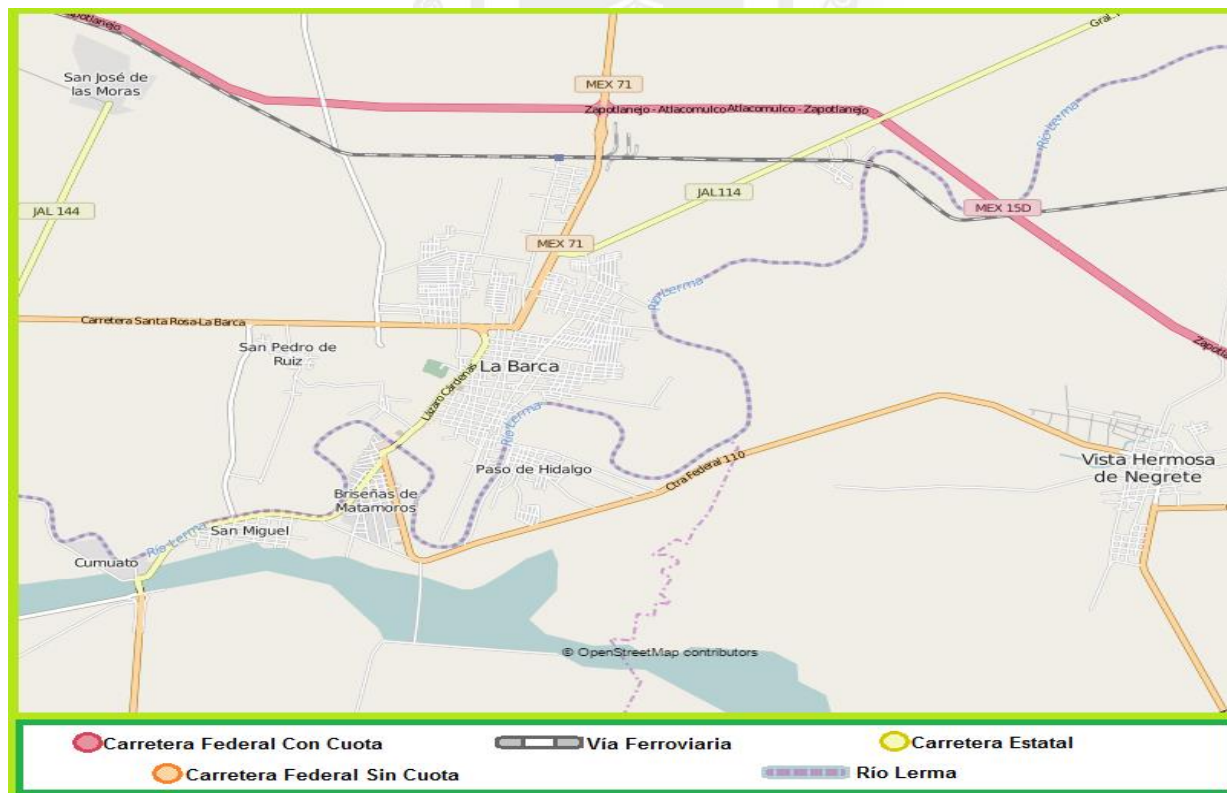 Zapotlanejo
Gral.
San José de
las Moras
MEX 71
Zapotlanejo - Atlacomulco
Atlacomulco - Zapotlanejo
Río Lerma
JAL114
JAL 144
MEX 15D
MEX 71
Río Lerma
Carretera Santa Rosa-La Barca
San Pedro de
Ruiz
La Barca
Lázaro Cárdenas
Río Lerma
Ctra Federal 110
Paso de Hidalgo
Vista Hermosa
de Negrete
Briseñas de
Matamoros
San Miguel
Río Lerma
Cumuato
© OpenStreetMap contributors
Carretera Federal Con Cuota
Vía Ferroviaria
Carretera Estatal
Carretera Federal Sin Cuota
Río Lerma